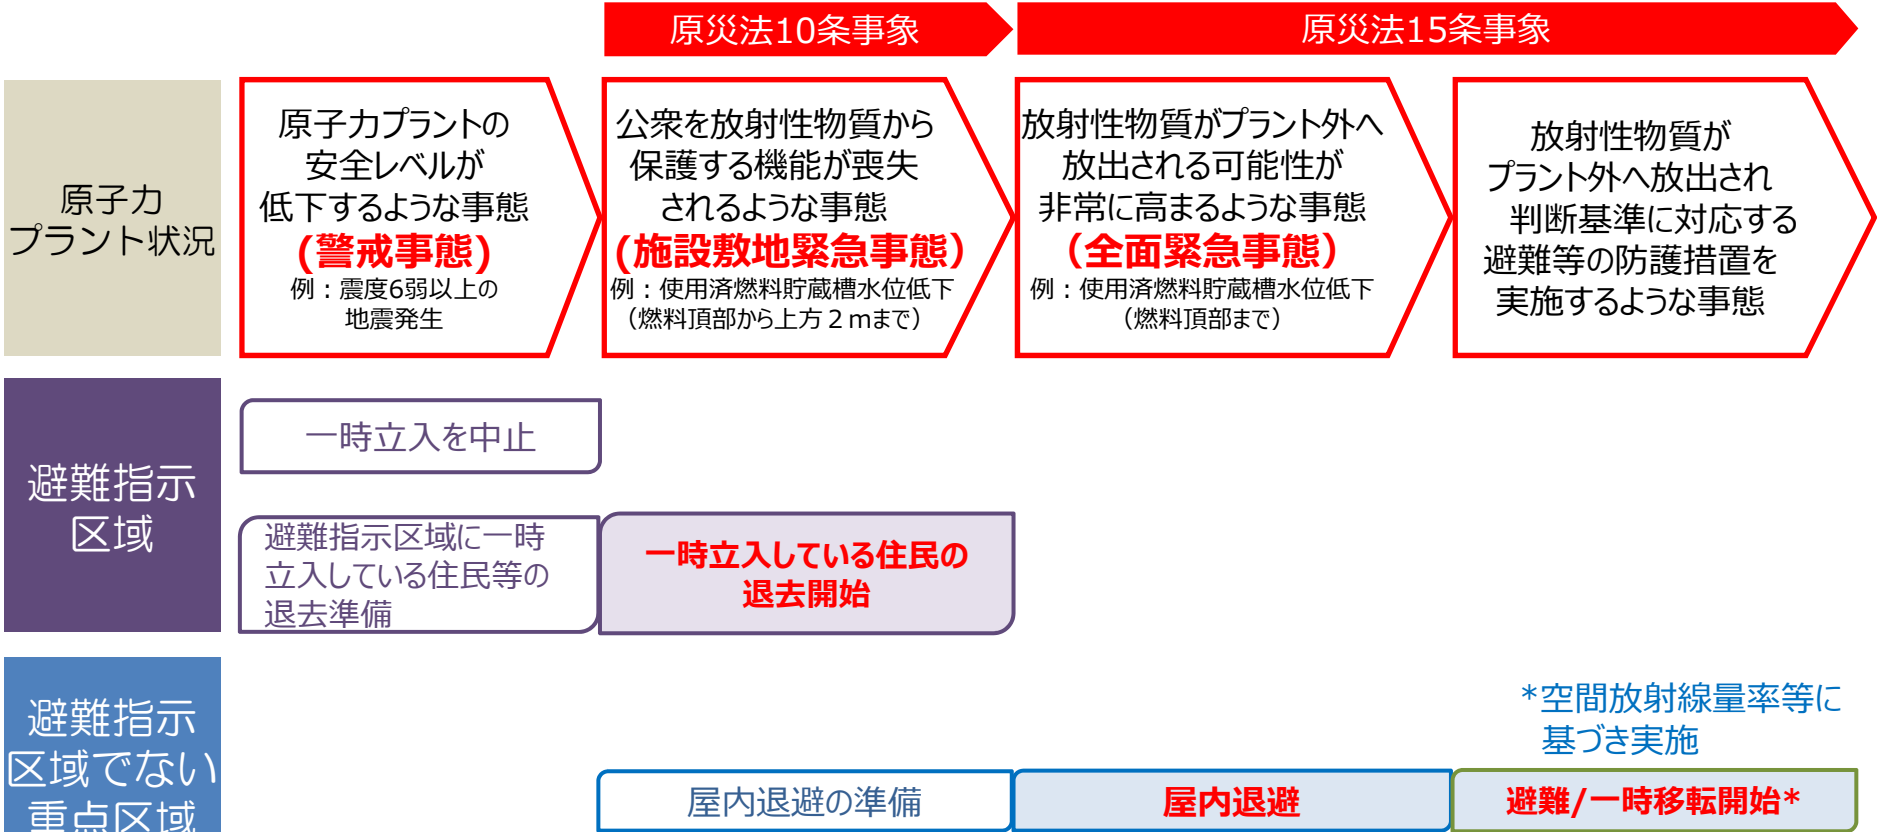 原災法10条事象
原災法15条事象
原子力
プラント状況
原子力プラントの
安全レベルが
低下するような事態
(警戒事態)
例：震度6弱以上の
地震発生
公衆を放射性物質から
保護する機能が喪失
されるような事態
(施設敷地緊急事態）
例：使用済燃料貯蔵槽水位低下
（燃料頂部から上方２ｍまで）
放射性物質がプラント外へ
放出される可能性が
非常に高まるような事態
（全面緊急事態）
例：使用済燃料貯蔵槽水位低下
（燃料頂部まで）
放射性物質が
プラント外へ放出され
判断基準に対応する
避難等の防護措置を
実施するような事態
避難指示
区域
一時立入を中止
避難指示区域に一時
立入している住民等の
退去準備
一時立入している住民の
退去開始
避難指示
区域でない
重点区域
*空間放射線量率等に
基づき実施
屋内退避の準備
屋内退避
避難/一時移転開始*